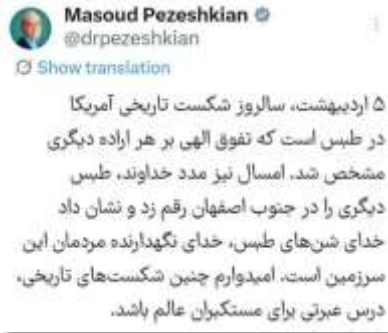 Masoud Pezeshkian
@drpezeshkian
Show translation
۵ اردیبهشت، سالروز شکست تاریخی آمریکا
در طبس است که تفوق الهی بر هر اراده دیگری
مشخص شد. امسال نیز مدد خداوند، طبس
دیگری را در جنوب اصفهان رقم زد و نشان داد
خدای شن‌های طبس، خدای نگهدارنده مردمان این
سرزمین است. امیدوارم چنین شکست‌های تاریخی،
درس عبرتی برای مستکبران عالم باشد.